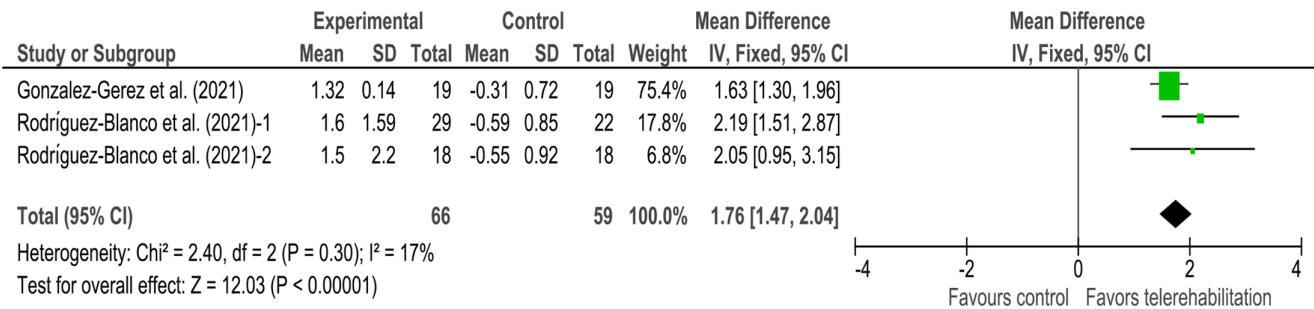 Experimental Control Mean Difference Mean Difference
Study or Subgroup Mean SD Total Mean SD Total Weight IV, Fixed, 95% CI IV, Fixed, 95% CI
Gonzalez-Gerez et al. (2021) 1.32 0.14 19 -0.31 0.72 19 75.4% 1.63 [1.30, 1.96]
Rodríguez-Blanco et al. (2021)-1 1.6 1.59 29 -0.59 0.85 22 17.8% 2.19 [1.51, 2.87]
Rodríguez-Blanco et al. (2021)-2 1.5 2.2 18 -0.55 0.92 18 6.8% 2.05 [0.95, 3.15]
Total (95% CI) 66 59 100.0% 1.76 [1.47, 2.04]
Heterogeneity: Chi² = 2.40, df = 2 (P = 0.30); I² = 17%
Test for overall effect: Z = 12.03 (P < 0.00001)
-4 -2 0 2 4
Favours control Favors telerehabilitation